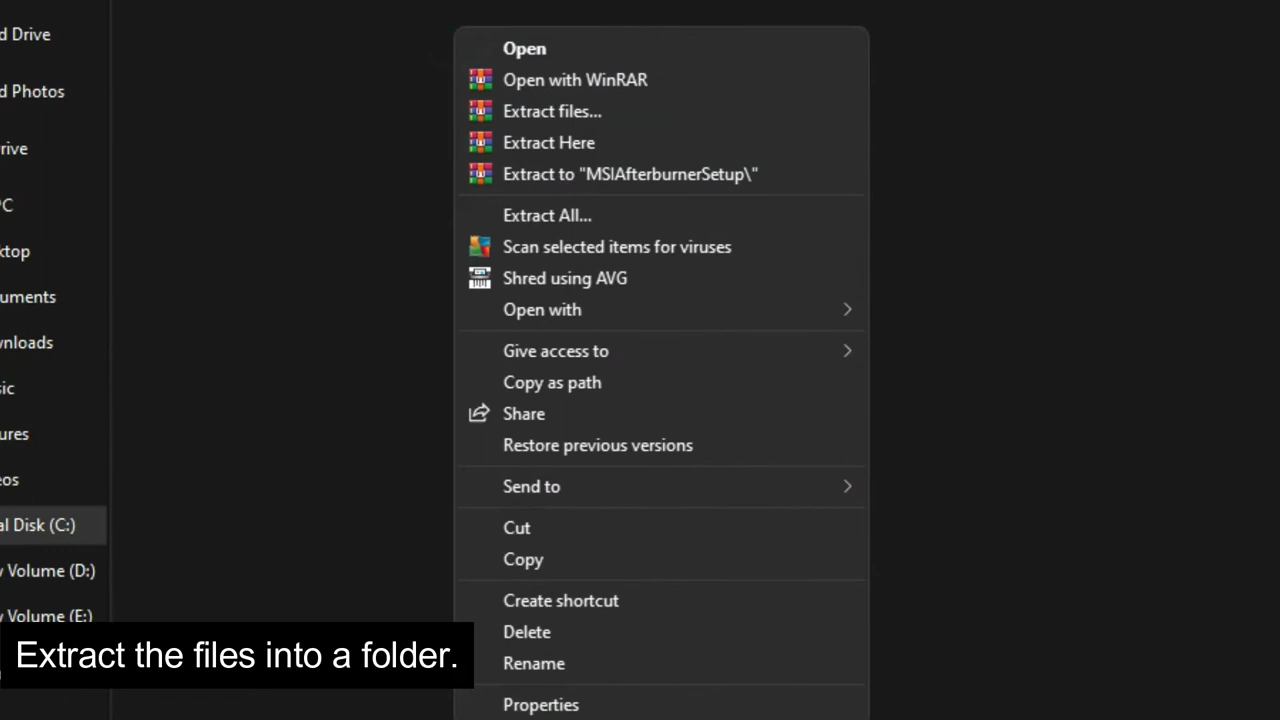 d Drive
d Photos
rive
PC
ktop
uments
nloads
sic
ures
eos
al Disk (C:)
v Volume (D:)
v Volume (E:)
Open
Open with WinRAR
Extract files...
Extract Here
Extract to "MSIAfterburnerSetup\"
Extract All...
Scan selected items for viruses
Shred using AVG
Open with
Give access to
Copy as path
Share
Restore previous versions
Send to
Cut
Copy
Create shortcut
Delete
Rename
Properties
Extract the files into a folder.